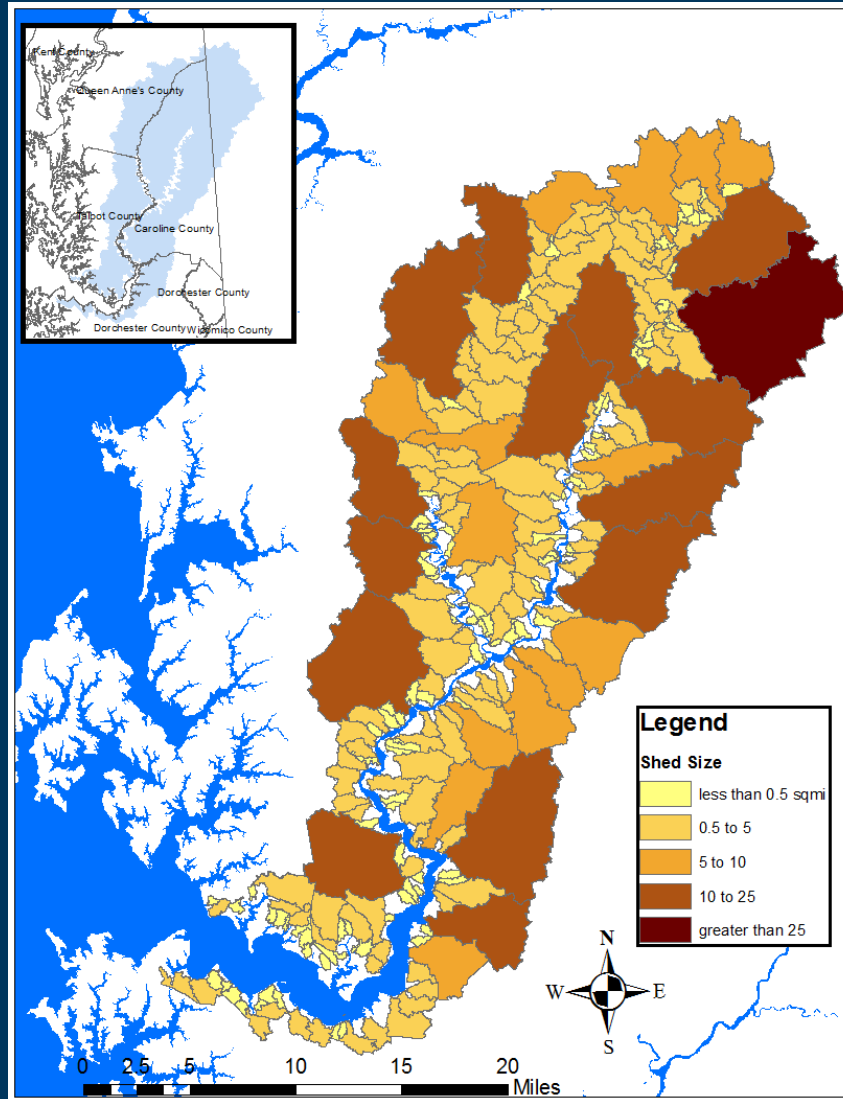 Kent County
Queen Anne's County
Talbot County
Caroline County
Dorchester County
Dorchester County
Wicomico County
Legend
Shed Size
less than 0.5 sqmi
0.5 to 5
5 to 10
10 to 25
greater than 25
N
W
E
S
0 2.5 5 10 15 20
Miles